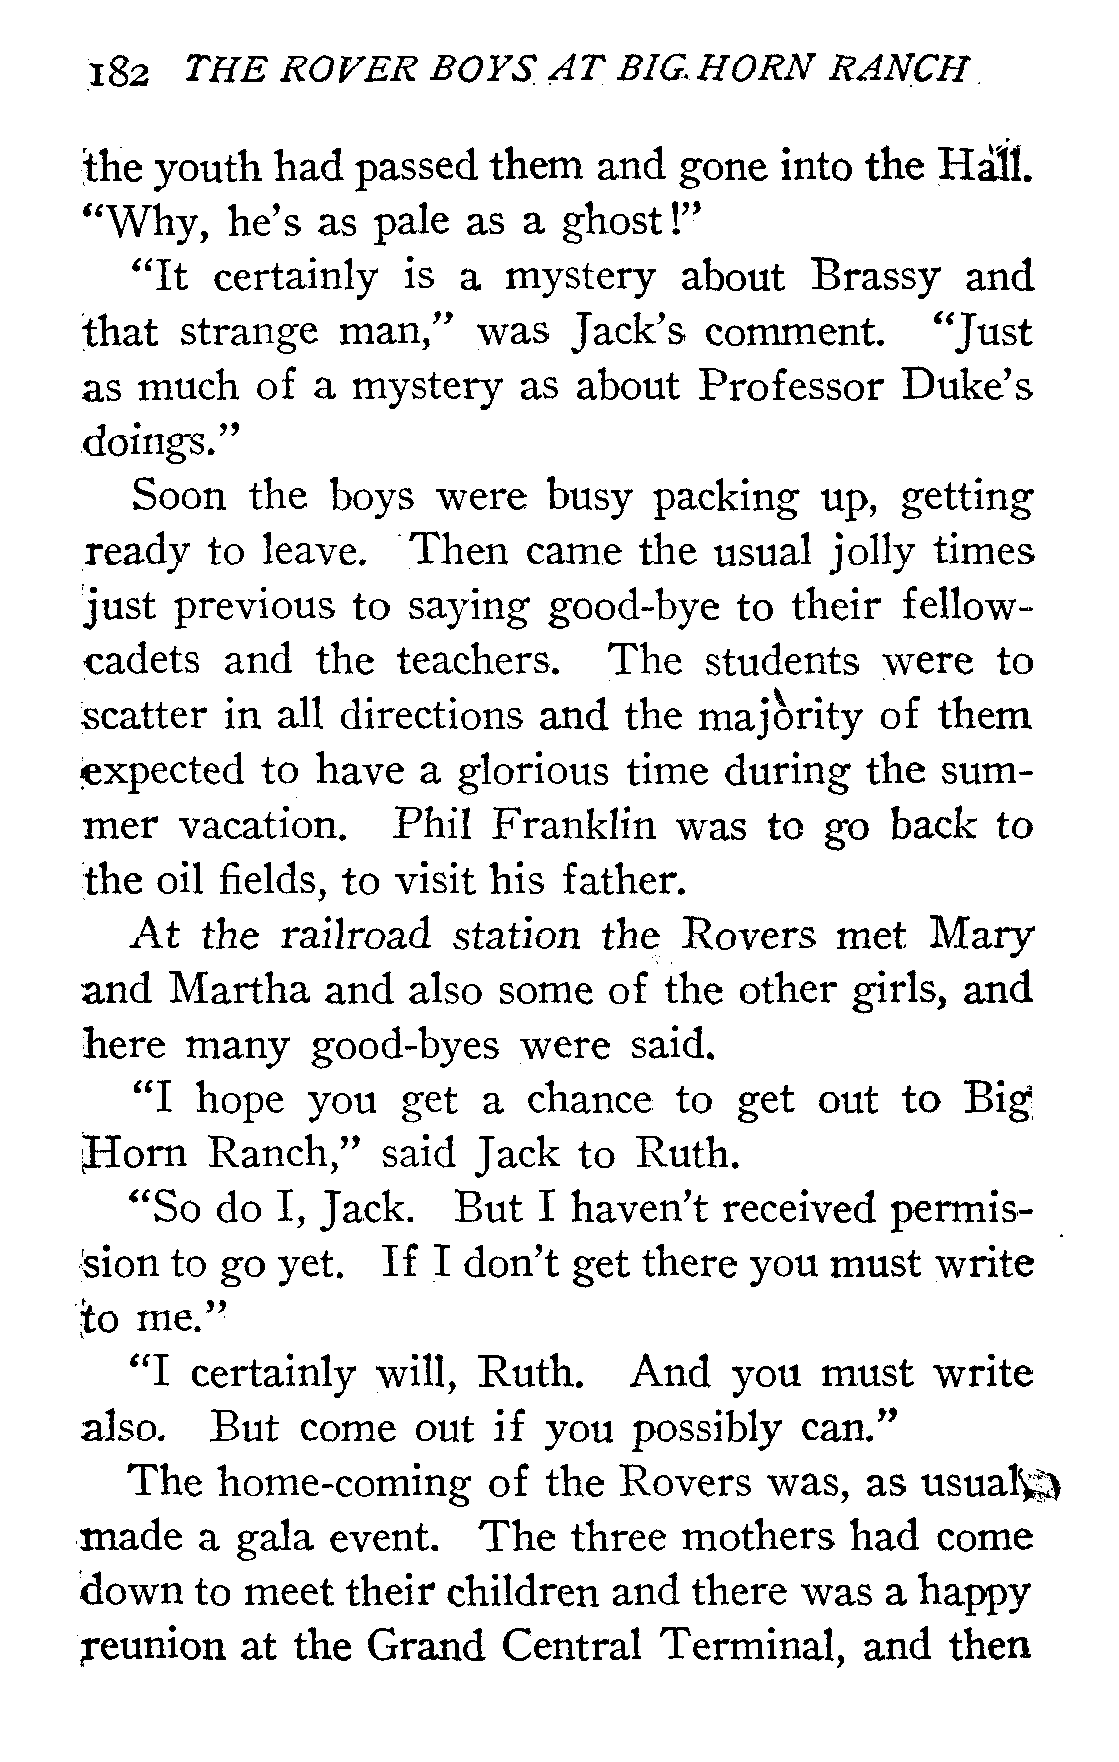 182 THE ROVER BOYS AT BIG HORN RANCH
the youth had passed them and gone into the Hall.
“Why, he’s as pale as a ghost!”
“It certainly is a mystery about Brassy and
that strange man,” was Jack’s comment. “Just
as much of a mystery as about Professor Duke’s
doings.”
Soon the boys were busy packing up, getting
ready to leave. Then came the usual jolly times
just previous to saying good-bye to their fellow-
cadets and the teachers. The students were to
scatter in all directions and the majority of them
expected to have a glorious time during the sum-
mer vacation. Phil Franklin was to go back to
the oil fields, to visit his father.
At the railroad station the Rovers met Mary
and Martha and also some of the other girls, and
here many good-byes were said.
“I hope you get a chance to get out to Big
Horn Ranch,” said Jack to Ruth.
“So do I, Jack. But I haven’t received permis-
sion to go yet. If I don’t get there you must write
to me.”
“I certainly will, Ruth. And you must write
also. But come out if you possibly can.”
The home-coming of the Rovers was, as usual,
made a gala event. The three mothers had come
down to meet their children and there was a happy
reunion at the Grand Central Terminal, and then